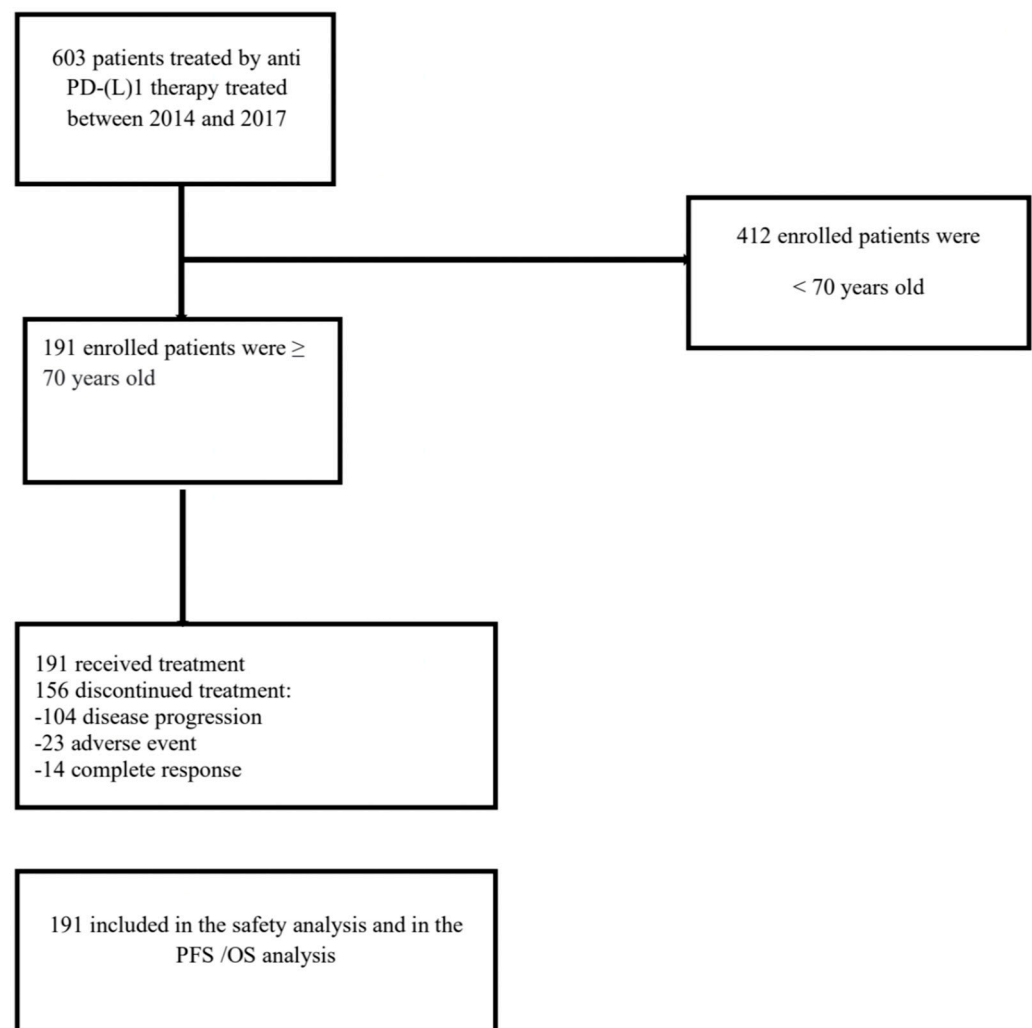 603 patients treated by anti
PD-(L)1 therapy treated
between 2014 and 2017
412 enrolled patients were
< 70 years old
191 enrolled patients were ≥
70 years old
191 received treatment
156 discontinued treatment:
-104 disease progression
-23 adverse event
-14 complete response
191 included in the safety analysis and in the
PFS /OS analysis